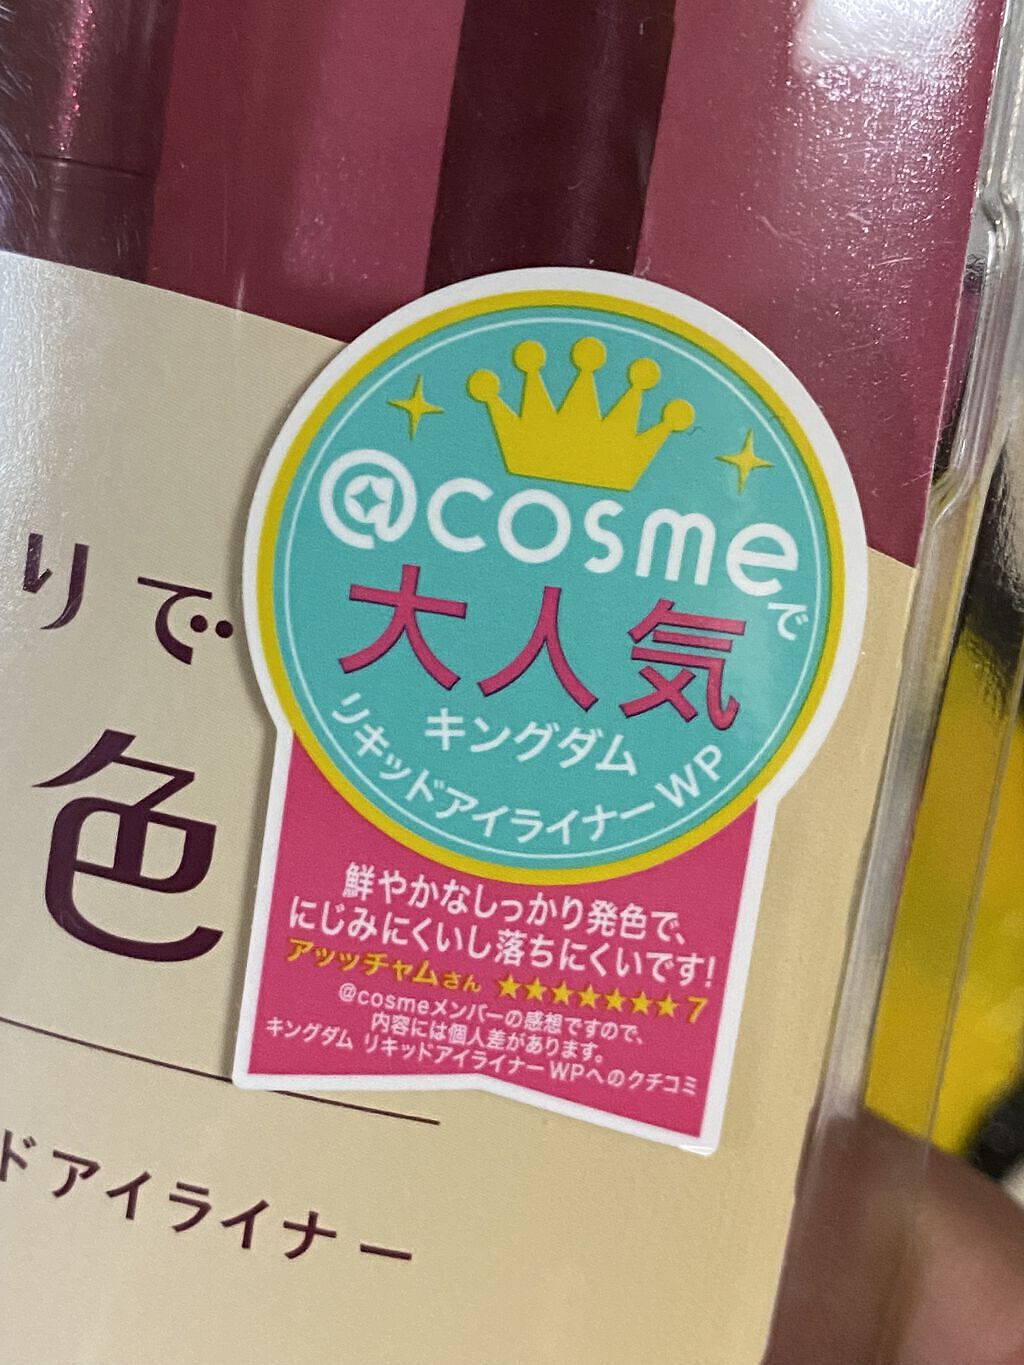 @cosmeで
大人気
キングダム
リキッドアイライナーWP
鮮やかなしっかり発色で、
にじみにくいし落ちにくいです!
アッツチャムさん ★★★★★★★7
@cosmeメンバーの感想ですので、
内容には個人差があります。
キングダム リキッドアイライナーWPへのクチコミ
りで
色
ドアイライナー